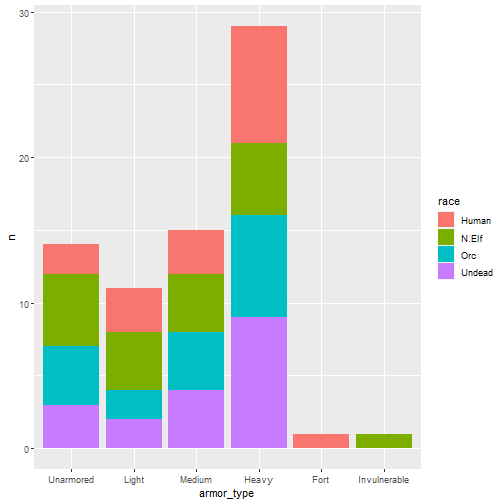 30
20
10
0
n
Unarmored Light Medium Heavy Fort Invulnerable
armor_type
race
Human
N.Elf
Orc
Undead